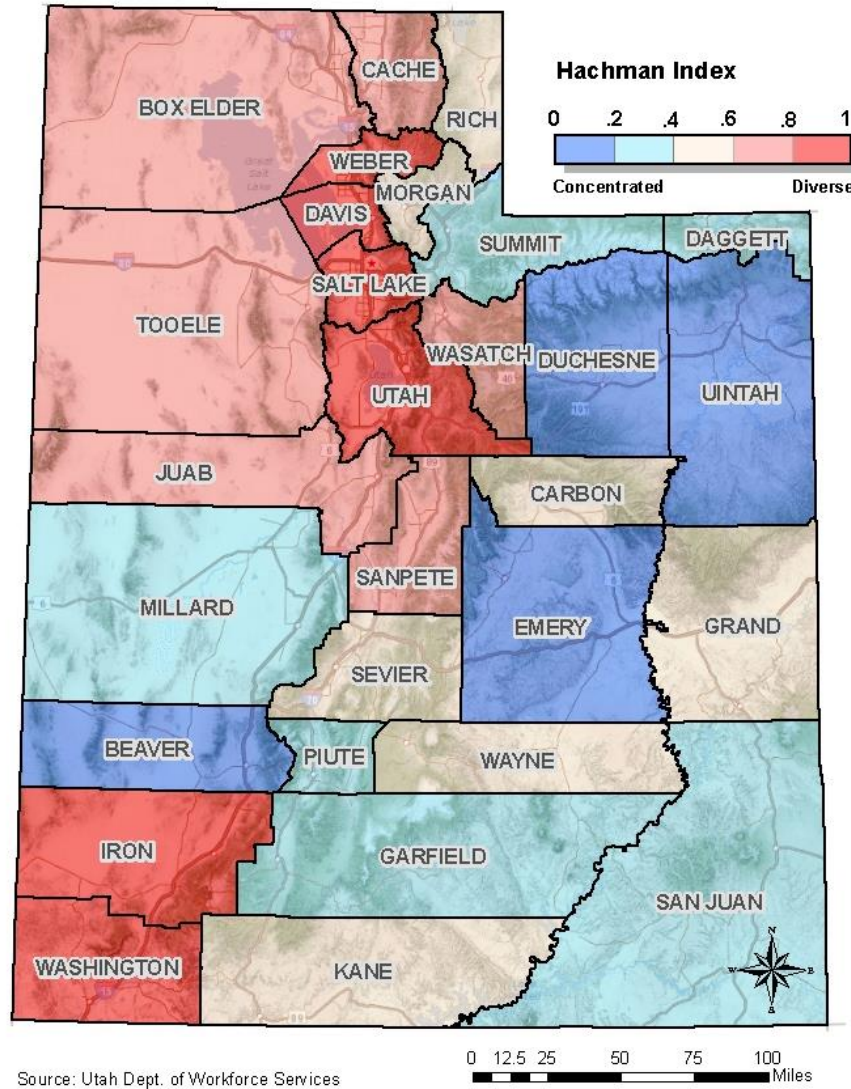 Hachman Index
0 .2 .4 .6 .8 1
Concentrated Diverse
CACHE
BOX ELDER
RICH
WEBER
MORGAN
DAVIS
SUMMIT
DAGGETT
SALT LAKE
TOOELE
WASATCH
DUCHESNE
UINTAH
UTAH
JUAB
CARBON
SANPETE
MILLARD
EMERY
GRAND
SEVIER
BEAVER
PIUTE
WAYNE
IRON
GARFIELD
SAN JUAN
WASHINGTON
KANE
N
W E
S
Source: Utah Dept. of Workforce Services
0 12.5 25 50 75 100
Miles